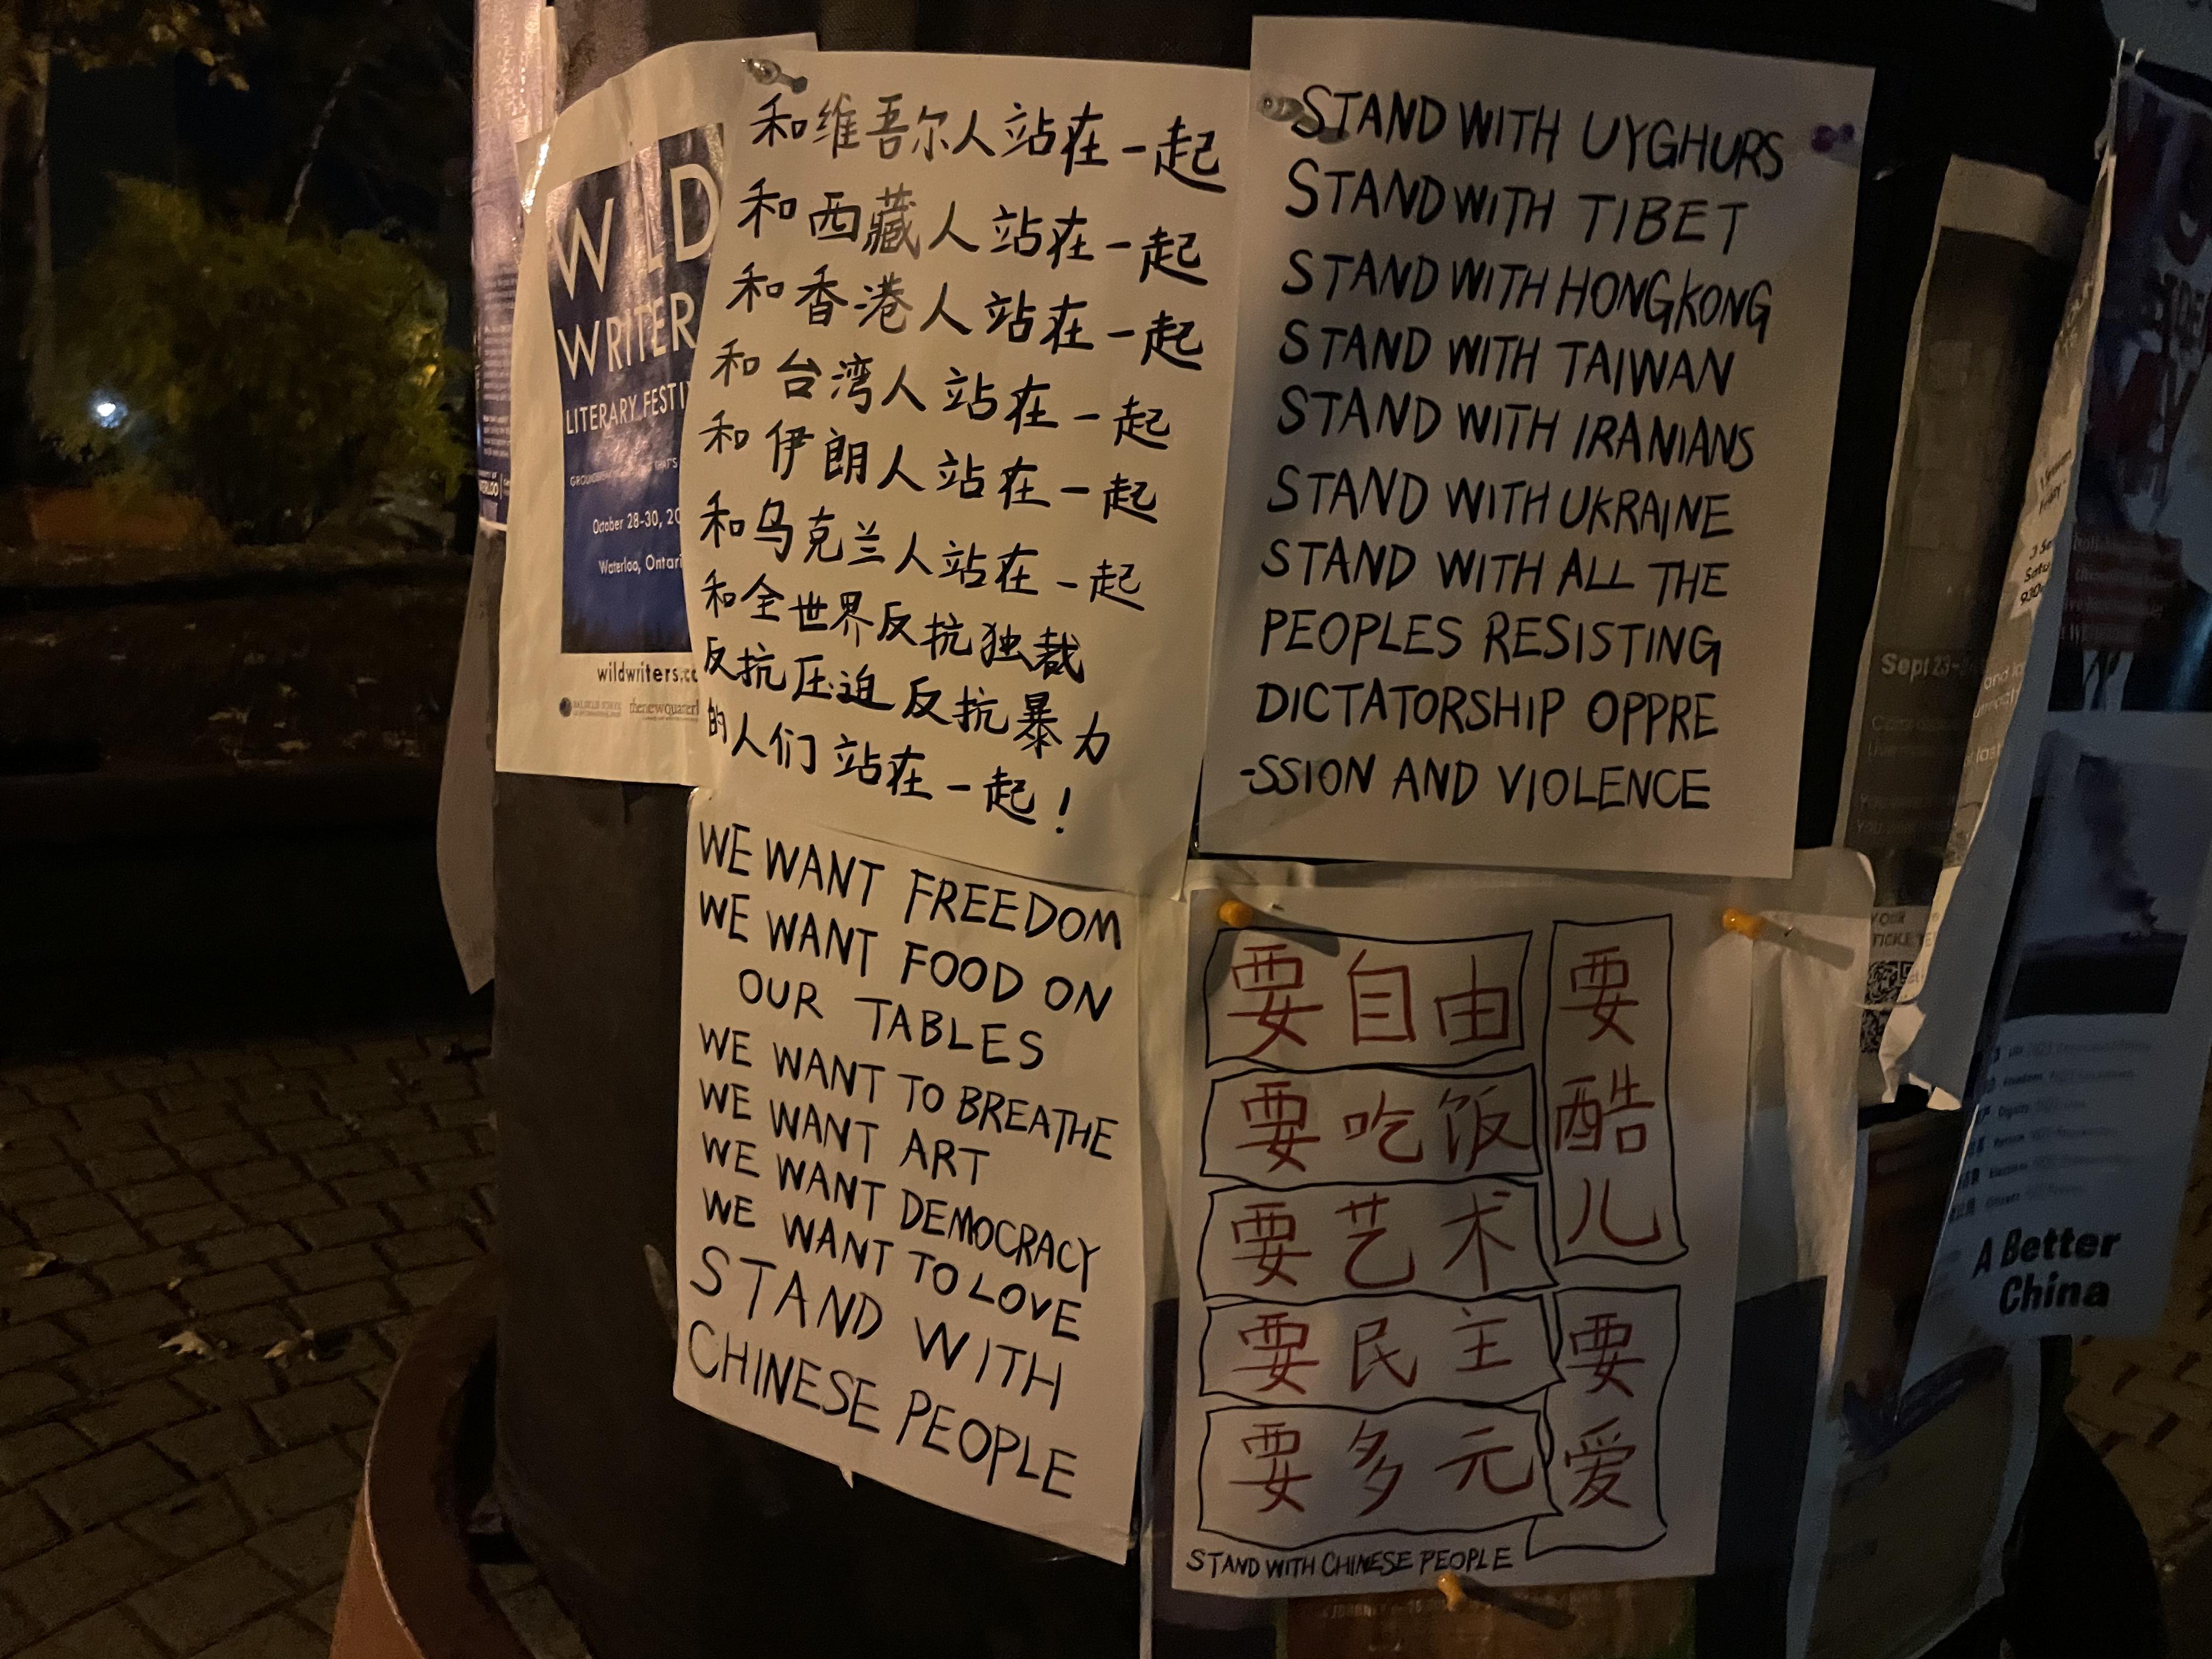 和维吾尔人站在一起
和西藏人站在一起
和香港人站在一起
和台湾人站在一起
和伊朗人站在一起
和乌克兰人站在一起
和全世界反抗独裁
反抗压迫反抗暴力
的人们站在一起!
STAND WITH UYGHURS
STAND WITH TIBET
STAND WITH HONGKONG
STAND WITH TAIWAN
STAND WITH IRANIANS
STAND WITH UKRAINE
STAND WITH ALL THE
PEOPLES RESISTING
DICTATORSHIP OPPRE
-SSION AND VIOLENCE
WE WANT FREEDOM
WE WANT FOOD ON
OUR TABLES
WE WANT TO BREATHE
WE WANT ART
WE WANT DEMOCRACY
WE WANT TO LOVE
STAND WITH
CHINESE PEOPLE
要自由
要吃饭
要艺术
要民主
要多元
要酷儿
要爱
STAND WITH CHINESE PEOPLE
W LD
WRITER
LITERARY FESTI
October 28-30, 20
Waterloo, Ontari
wildwriters.c
thenewquarterl
Sept 23-
YOUR
TICKE
A Better
China